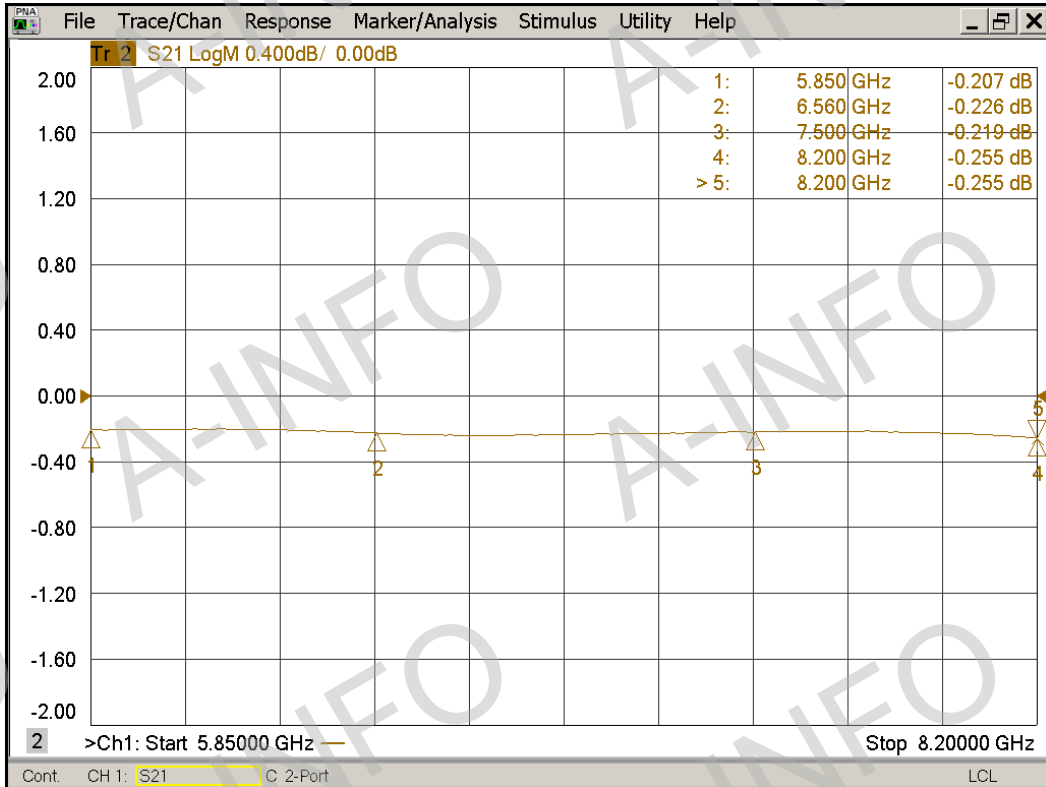 PNA
File Trace/Chan Response Marker/Analysis Stimulus Utility Help
Tr 2 S21 LogM 0.400dB/ 0.00dB
2.00
1.60
1.20
0.80
0.40
0.00
-0.40
-0.80
-1.20
-1.60
-2.00
1: 5.850 GHz -0.207 dB
2: 6.560 GHz -0.226 dB
3: 7.500 GHz -0.219 dB
4: 8.200 GHz -0.255 dB
> 5: 8.200 GHz -0.255 dB
1
2
3
5
4
A-INFO
A-INFO
A-INFO
A-INFO
2 >Ch1: Start 5.85000 GHz Stop 8.20000 GHz
Cont. CH 1: S21 C 2-Port LCL